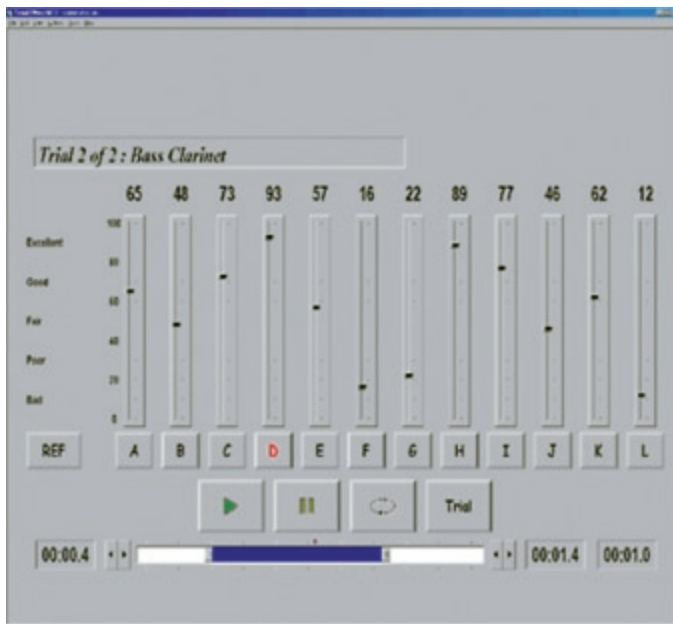 Trial 2 of 2 : Bass Clarinet
65 48 73 93 57 16 22 89 77 46 62 12
100
Excellent
80
Good
60
Fair
40
Poor
20
Bad
0
REF A B C D E F G H I J K L
Trial
00:00.4 00:01.4 00:01.0